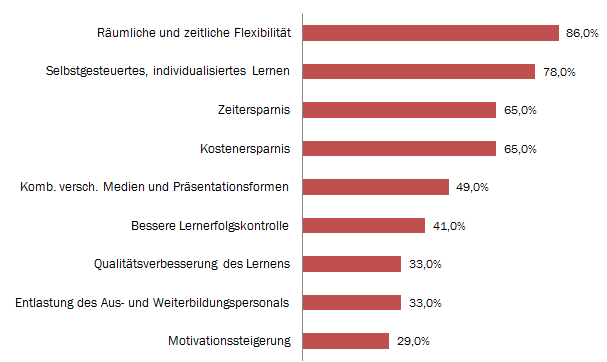 Räumliche und zeitliche Flexibilität 86,0%
Selbstgesteuertes, individualisiertes Lernen 78,0%
Zeitersparnis 65,0%
Kostenersparnis 65,0%
Komb. versch. Medien und Präsentationsformen 49,0%
Bessere Lernerfolgskontrolle 41,0%
Qualitätsverbesserung des Lernens 33,0%
Entlastung des Aus- und Weiterbildungspersonals 33,0%
Motivationssteigerung 29,0%